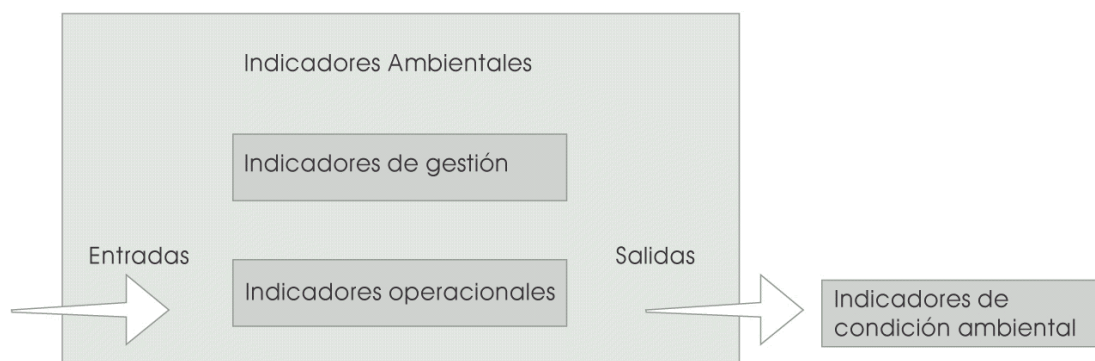 Indicadores Ambientales
Indicadores de gestión
Entradas
Salidas
Indicadores operacionales
Indicadores de
condición ambiental